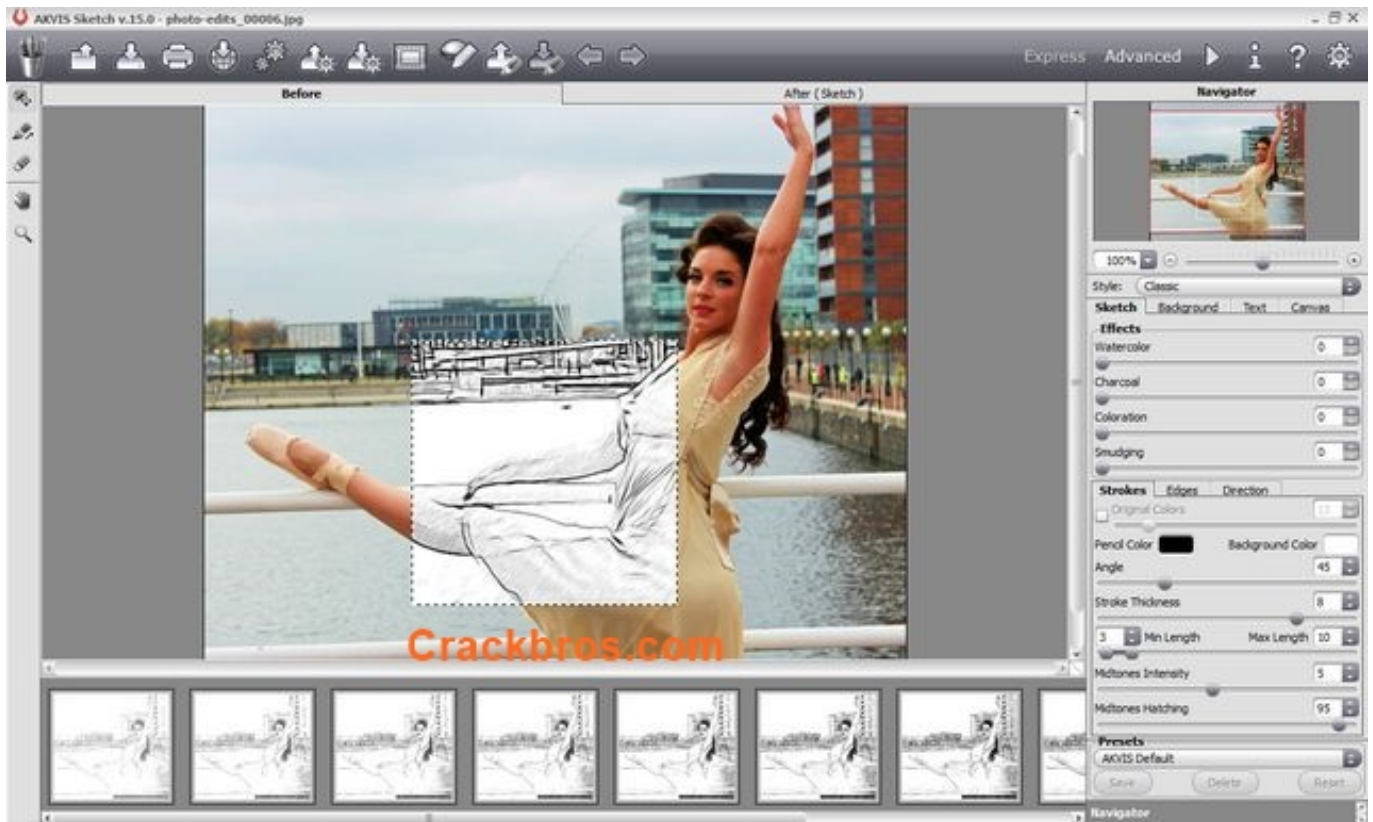 AKVIS Sketch v.15.0 - photo-edits_00006.jpg
Express Advanced
Before
After ( Sketch )
Navigator
100%
Style: Classic
Sketch Background Text Canvas
Effects
Watercolor 0
Charcoal 0
Coloration 0
Smudging 0
Strokes Edges Direction
Original Colors
Pencil Color Background Color
Angle 45
Stroke Thickness 8
3 Min Length Max Length 10
Midtones Intensity 5
Midtones Hatching 95
Presets
AKVIS Default
Save Delete Reset
Navigator
Crackbros.com